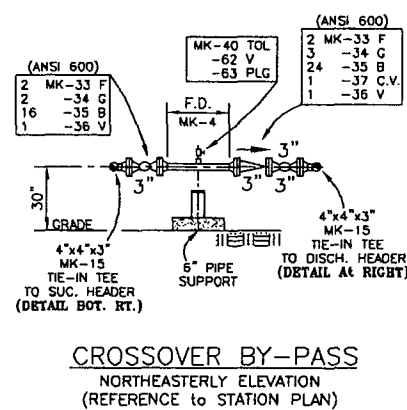 (ANSI 600)
2 MK-33 F
2 -34 G
16 -35 B
1 -36 V
MK-40 TOL
-62 V
-63 PLG
(ANSI 600)
2 MK-33 F
3 -34 G
24 -35 B
1 -37 C.V.
1 -36 V
F.D.
MK-4
3"
3"
3"
3"
30"
GRADE
4"x4"x3"
MK-15
TIE-IN TEE
TO SUC. HEADER
(DETAIL BOT. RT.)
6" PIPE
SUPPORT
4"x4"x3"
MK-15
TIE-IN TEE
TO DISCH. HEADER
(DETAIL At RIGHT)
CROSSOVER BY-PASS
NORTHEASTERLY ELEVATION
(REFERENCE to STATION PLAN)